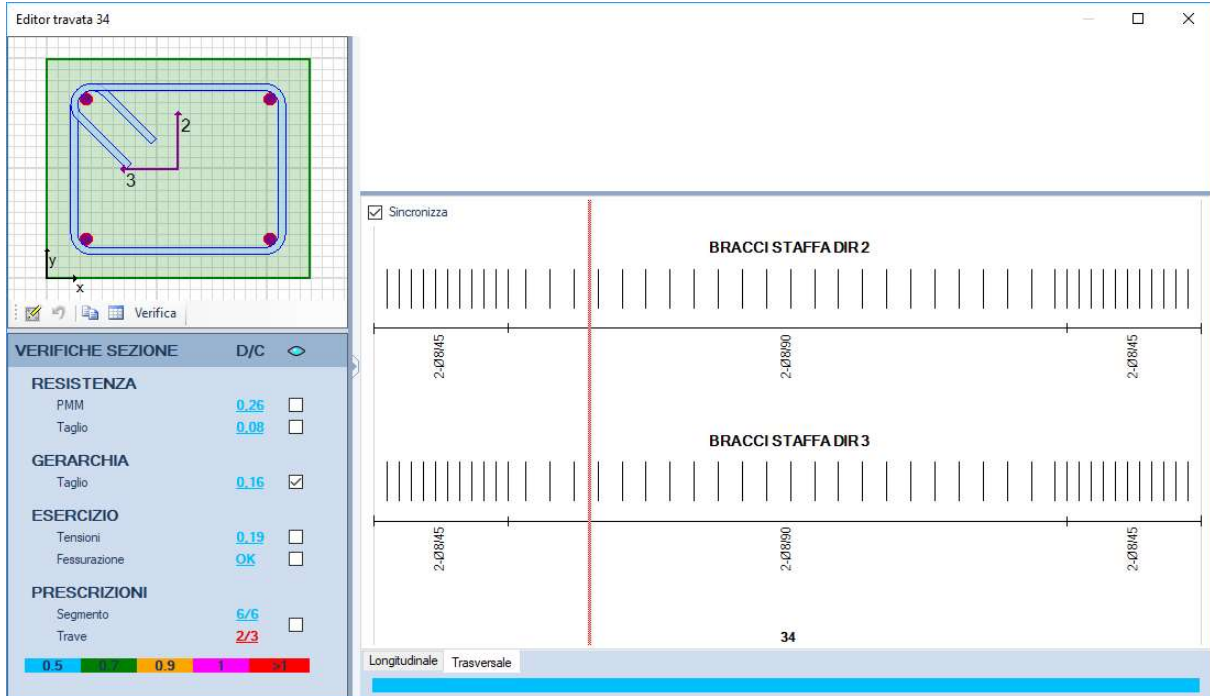 Editor travata 34
2
3
y
x
Verifica
VERIFICHE SEZIONE D/C
RESISTENZA
PMM 0,26
Taglio 0,08
GERARCHIA
Taglio 0,16
ESERCIZIO
Tensioni 0,19
Fessurazione OK
PRESCRIZIONI
Segmento 6/6
Trave 2/3
0.5 0.7 0.9 1 >1
Sincronizza
BRACCI STAFFA DIR 2
2-Ø8/45 2-Ø8/90 2-Ø8/45
BRACCI STAFFA DIR 3
2-Ø8/45 2-Ø8/90 2-Ø8/45
34
Longitudinale Trasversale